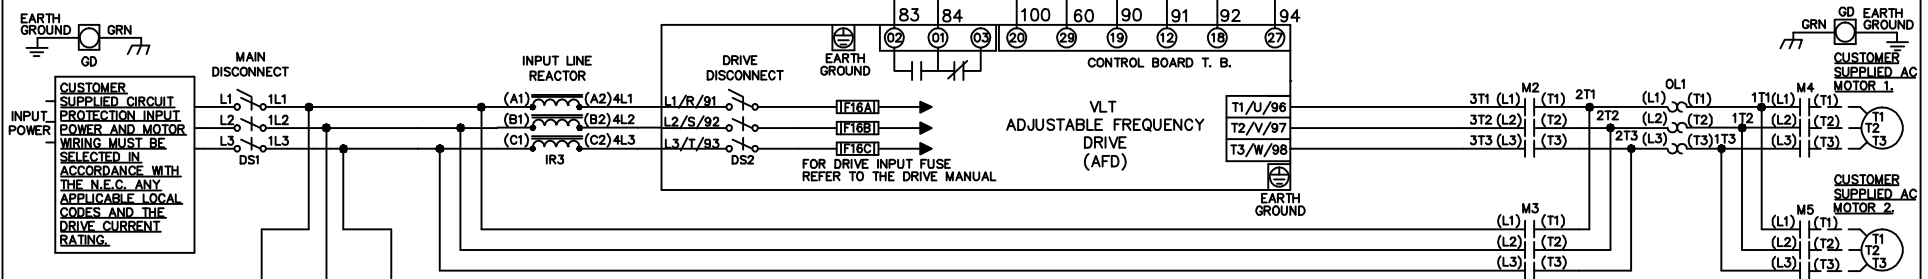 EARTH
GROUND
GRN
GD
CUSTOMER
SUPPLIED CIRCUIT
PROTECTION INPUT
POWER AND MOTOR
WIRING MUST BE
SELECTED IN
ACCORDANCE WITH
THE N.E.C. ANY
APPLICABLE LOCAL
CODES AND THE
DRIVE CURRENT
RATING.
INPUT
POWER
MAIN
DISCONNECT
L1 1L1
L2 1L2
L3 1L3
DS1
INPUT LINE
REACTOR
(A1) (A2) 4L1
(B1) (B2) 4L2
(C1) (C2) 4L3
IR3
L1/R/91
L2/S/92
L3/T/93
DRIVE
DISCONNECT
DS2
EARTH
GROUND
IF16A
IF16B
IF16C
FOR DRIVE INPUT FUSE
REFER TO THE DRIVE MANUAL
83 84 100 60 90 91 92 94
02 01 03 20 29 19 12 18 27
CONTROL BOARD T. B.
VLT
ADJUSTABLE FREQUENCY
DRIVE
(AFD)
T1/U/96
T2/V/97
T3/W/98
EARTH
GROUND
M2
3T1 (L1) (T1) 2T1
3T2 (L2) (T2) 2T2
3T3 (L3) (T3) 2T3
M3
(L1) (T1)
(L2) (T2)
(L3) (T3)
OL1
(L1) (T1) 1T1
(L2) (T2) 1T2
(L3) (T3) 1T3
M4
(L1) (T1)
(L2) (T2)
(L3) (T3)
GRN
GD
EARTH
GROUND
CUSTOMER
SUPPLIED AC
MOTOR 1.
T1
T2
T3
CUSTOMER
SUPPLIED AC
MOTOR 2.
M5
(L1) (T1)
(L2) (T2)
(L3) (T3)
T1
T2
T3